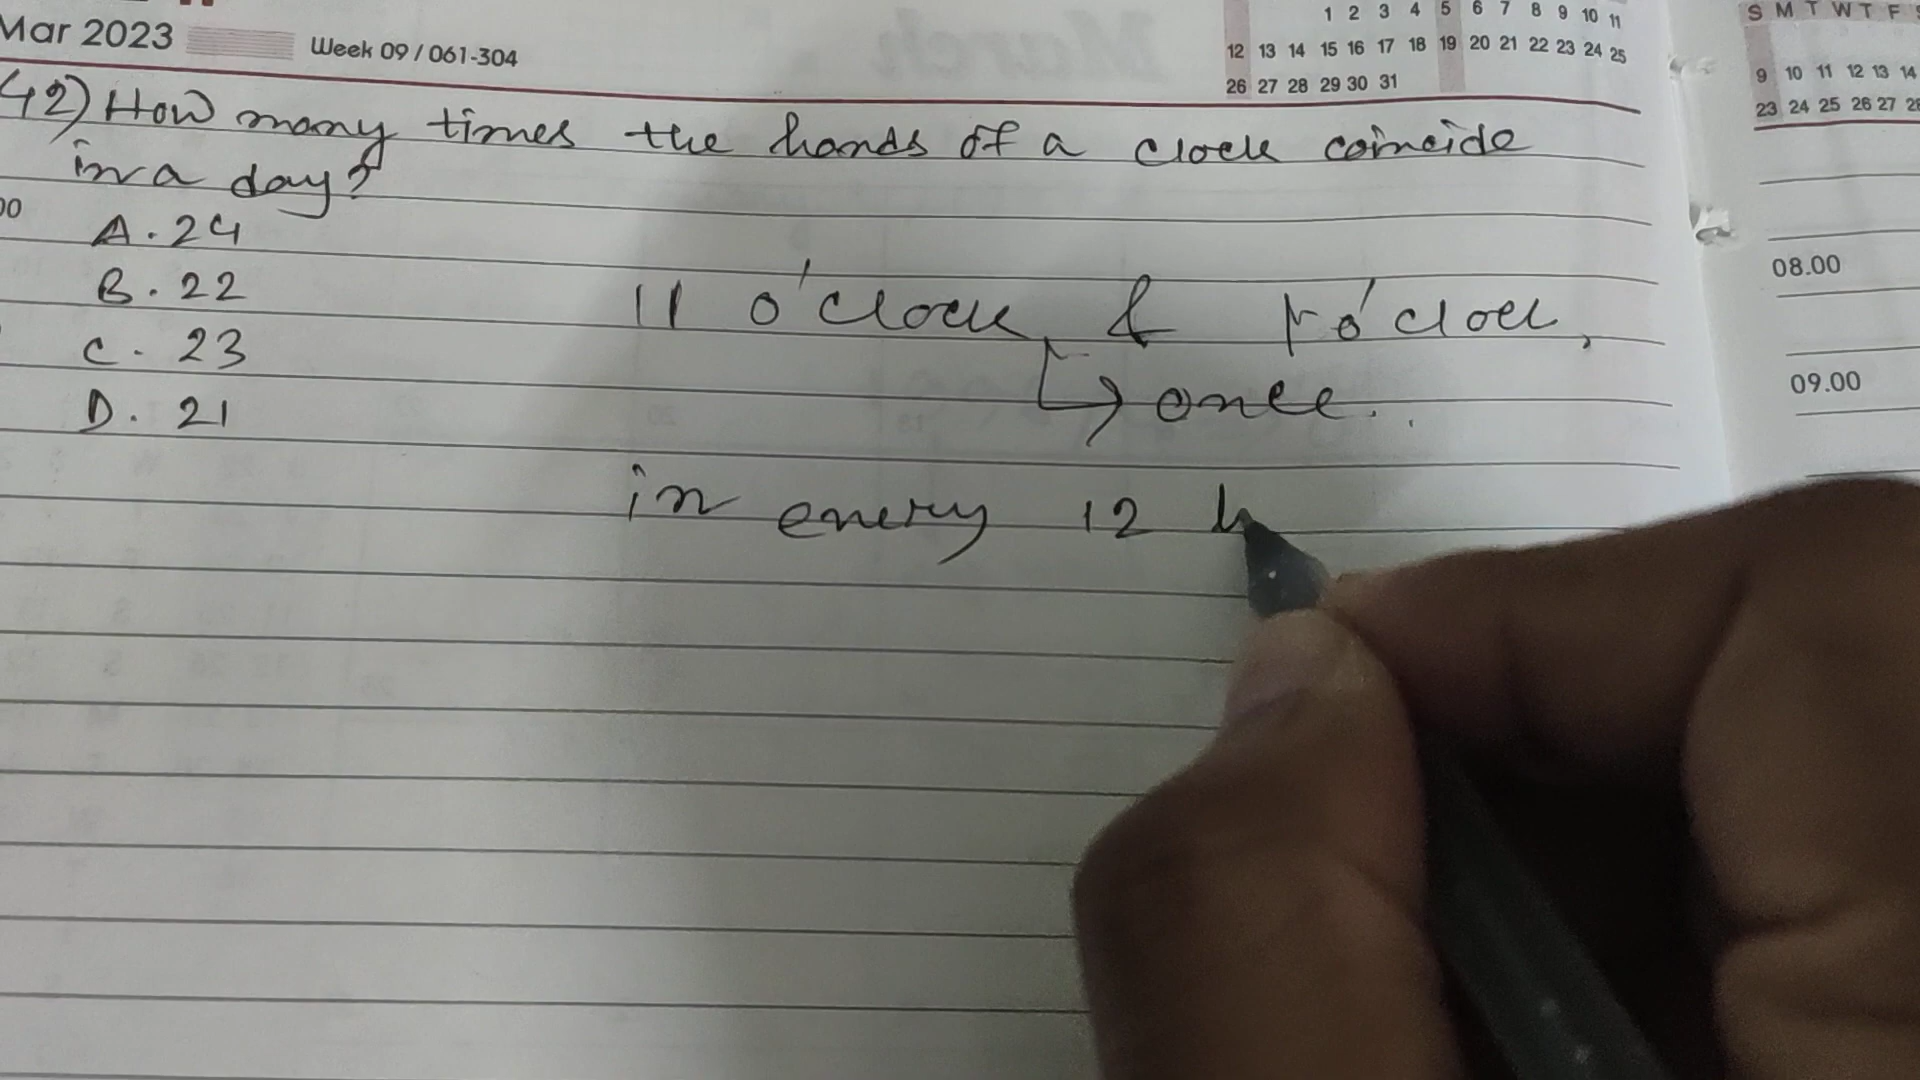 Mar 2023
Week 09 / 061-304
1 2 3 4 5 6 7 8 9 10 11
12 13 14 15 16 17 18 19 20 21 22 23 24 25
26 27 28 29 30 31
S M T W T F
9 10 11 12 13 14
23 24 25 26 27 28
42) How many times the hands of a clock coincide
in a day?
A. 24
B. 22
C. 23
D. 21
11 o'clock & 1 o'clock,
↳ once.
in every 12 h
08.00
09.00